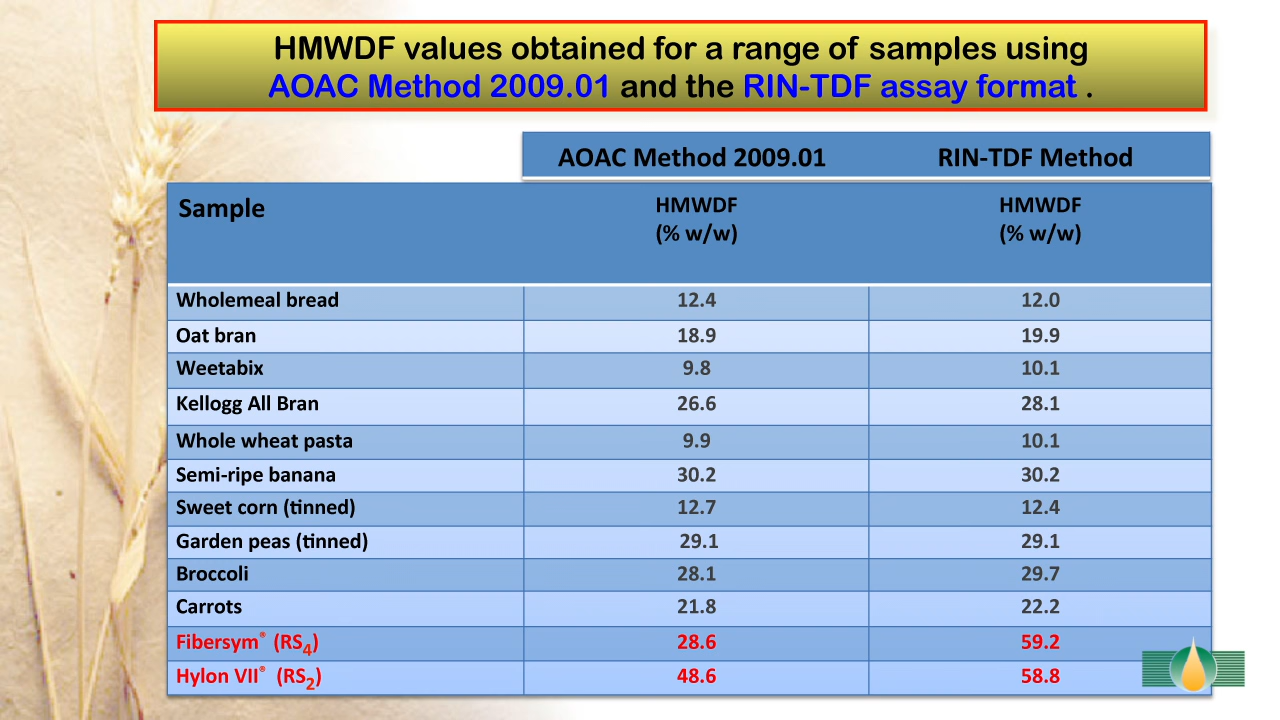 HMWDF values obtained for a range of samples using
AOAC Method 2009.01 and the RIN-TDF assay format .
AOAC Method 2009.01 RIN-TDF Method
Sample HMWDF HMWDF
(% w/w) (% w/w)
Wholemeal bread 12.4 12.0
Oat bran 18.9 19.9
Weetabix 9.8 10.1
Kellogg All Bran 26.6 28.1
Whole wheat pasta 9.9 10.1
Semi-ripe banana 30.2 30.2
Sweet corn (tinned) 12.7 12.4
Garden peas (tinned) 29.1 29.1
Broccoli 28.1 29.7
Carrots 21.8 22.2
Fibersym® (RS4) 28.6 59.2
Hylon VII® (RS2) 48.6 58.8